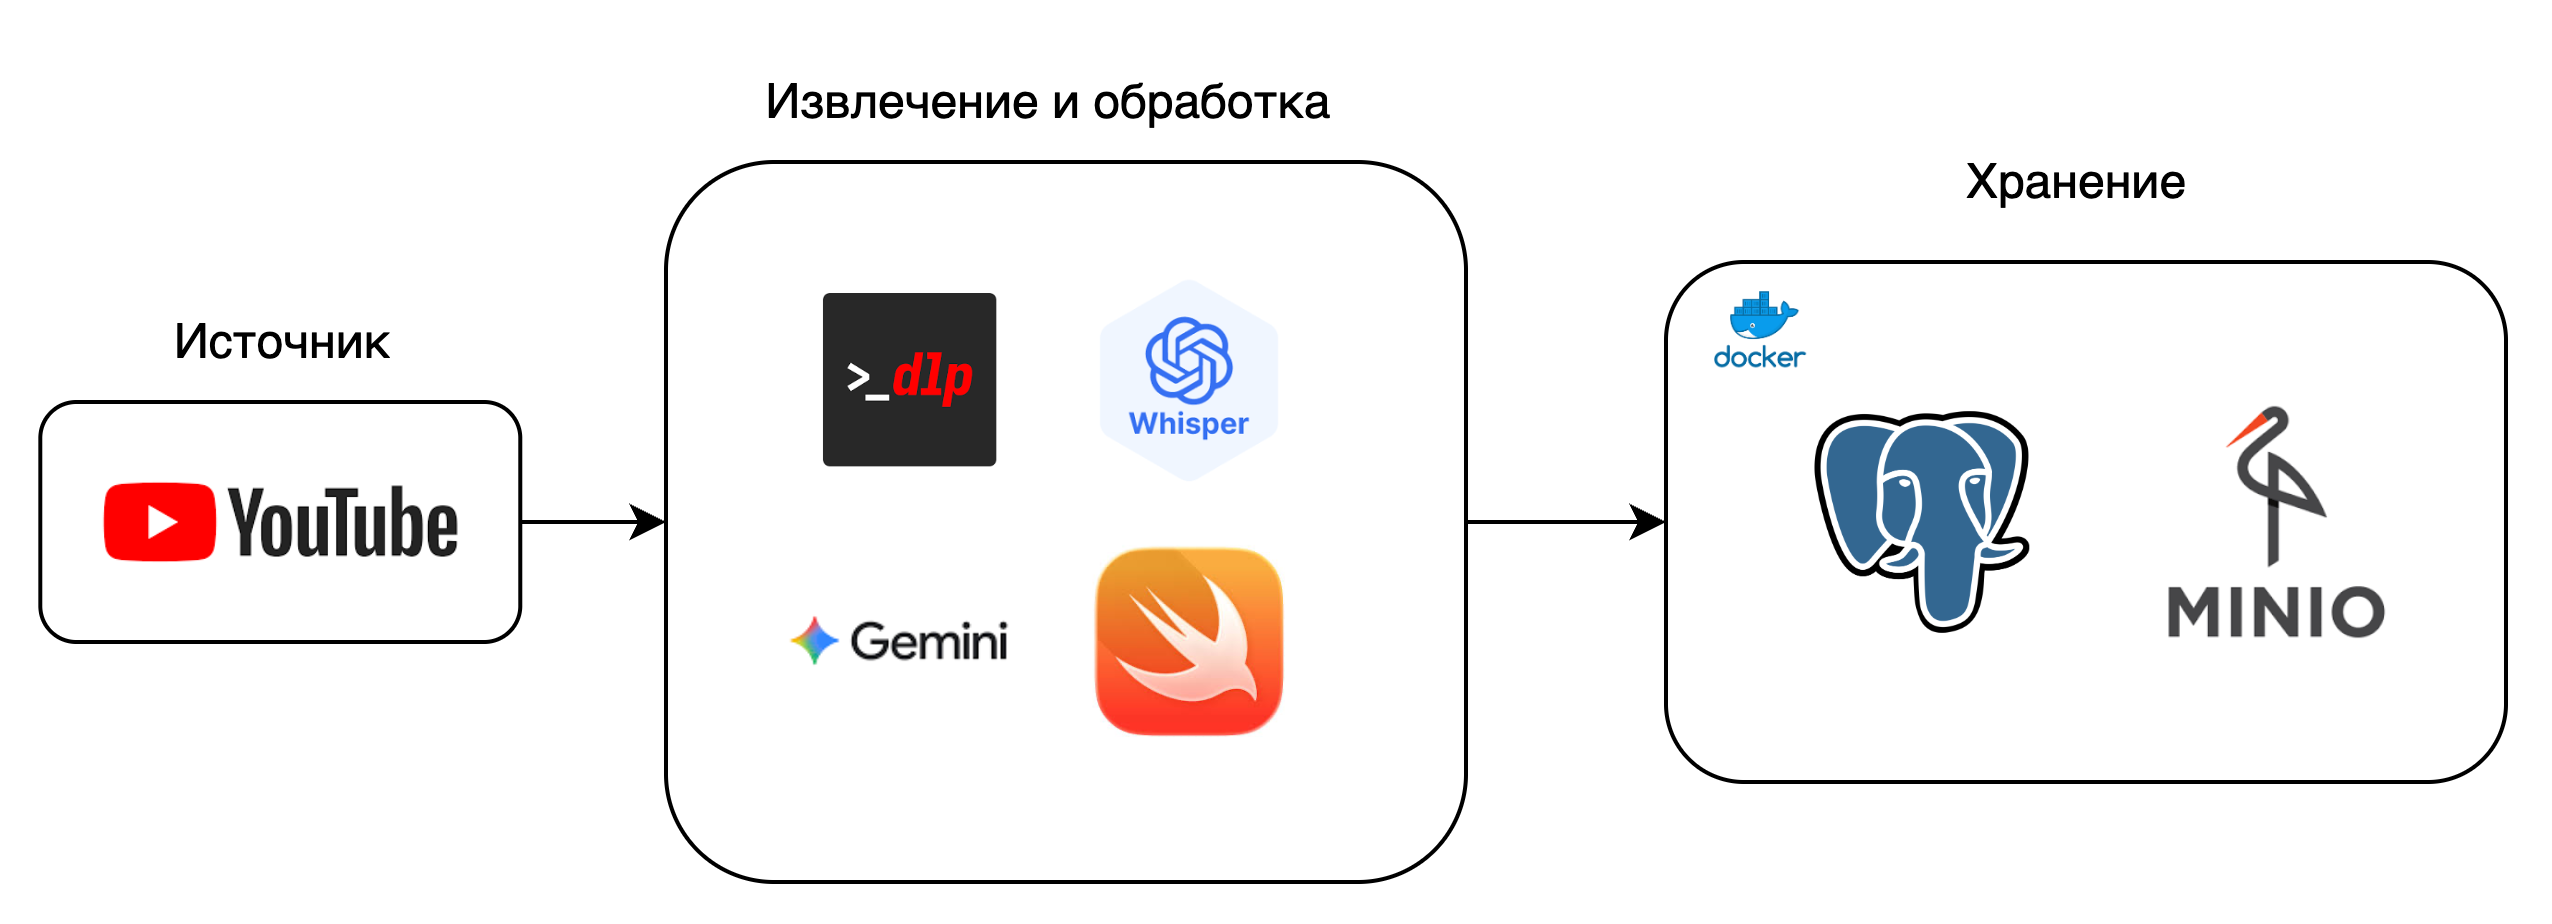 Источник
YouTube
Извлечение и обработка
>_dlp
Whisper
Gemini
Хранение
docker
MINIO